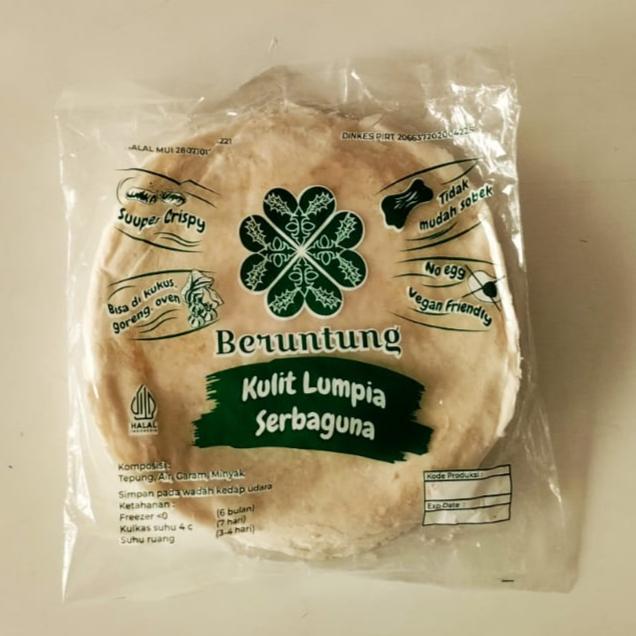 DINKES PIRT
Suuper Crispy
Tidak
mudah sobek
Bisa di kukus,
goreng, oven
No egg
Vegan Friendly
Beruntung
Kulit Lumpia
Serbaguna
HALAL
INDONESIA
Komposisi :
Tepung, Air, Garam, Minyak
Simpan pada wadah kedap udara
Ketahanan :
Freezer <0 (6 bulan)
Kulkas suhu 4 c (7 hari)
Suhu ruang (3-4 hari)
Kode Produksi :
Exp.Date :